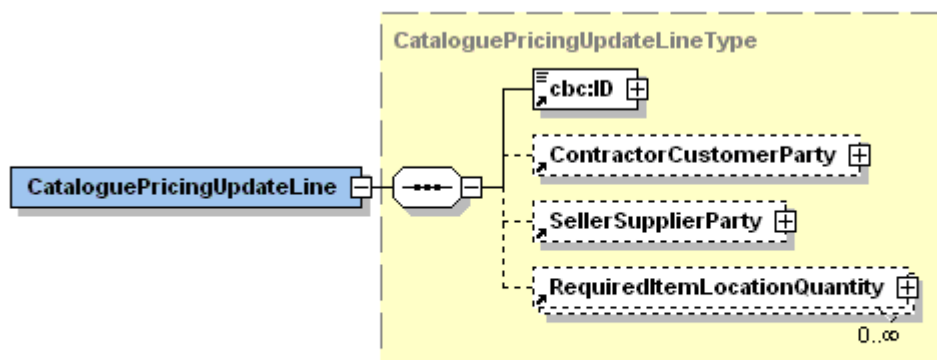 CataloguePricingUpdateLineType
cbc:ID
ContractorCustomerParty
CataloguePricingUpdateLine
SellerSupplierParty
RequiredItemLocationQuantity
0..∞